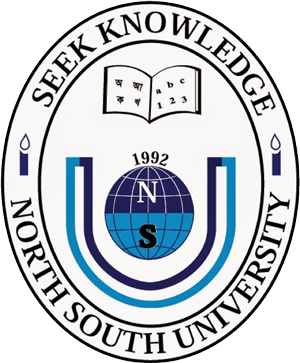 SEEK KNOWLEDGE
অ আ a b c
ক খ 1 2 3
1992
N
S
NORTH SOUTH UNIVERSITY